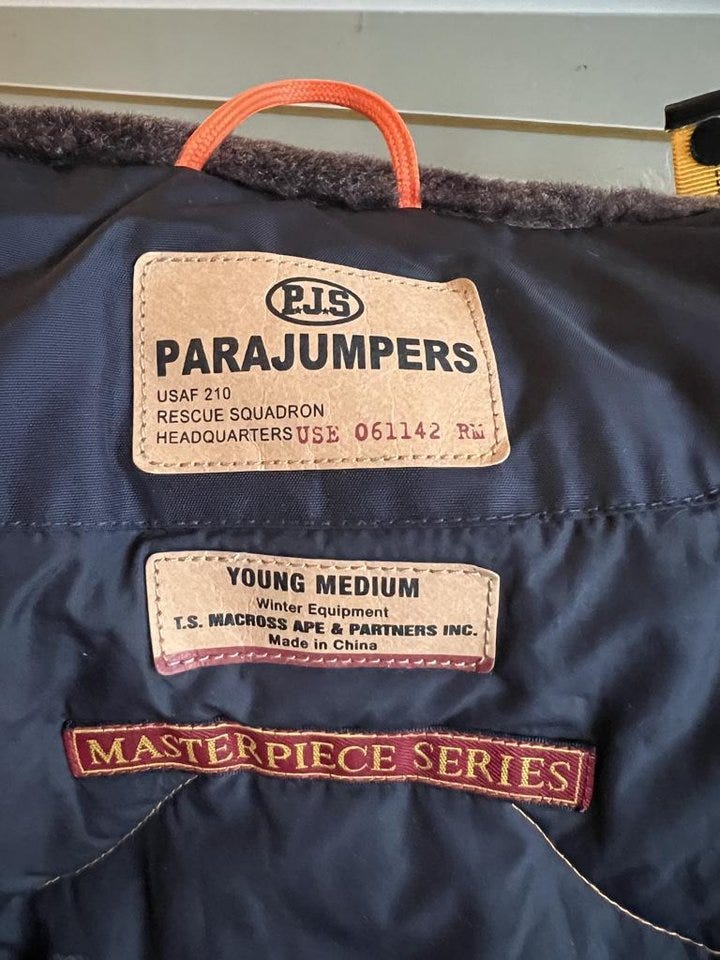 P.J.S
PARAJUMPERS
USAF 210
RESCUE SQUADRON
HEADQUARTERS USE 061142 RM
YOUNG MEDIUM
Winter Equipment
T.S. MACROSS APE & PARTNERS INC.
Made in China
MASTERPIECE SERIES